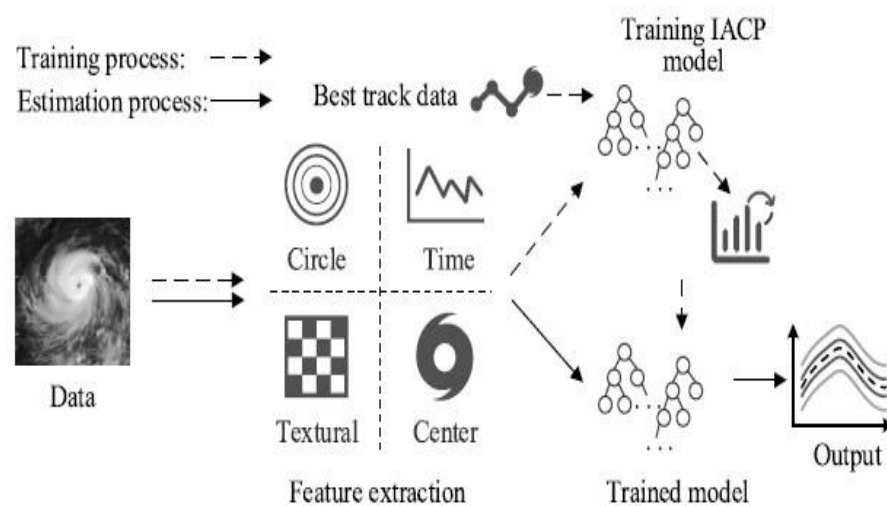 Training process:
Estimation process:
Best track data
Training IACP
model
Circle
Time
Data
Textural
Center
Output
Feature extraction
Trained model